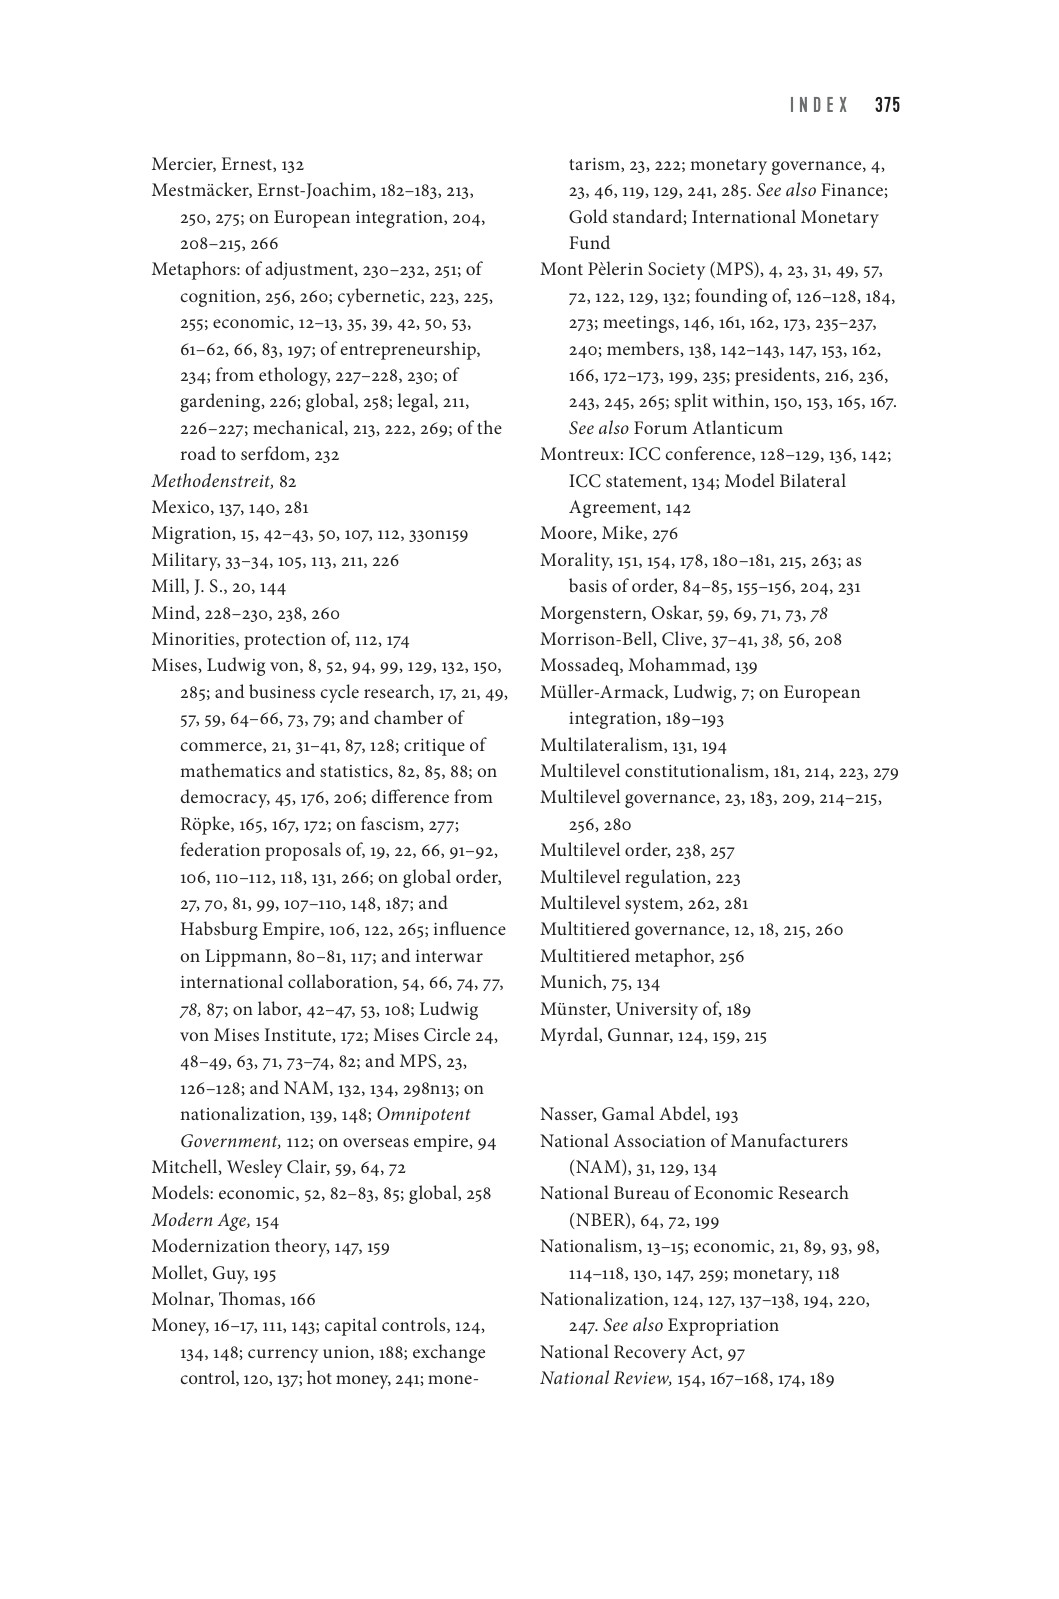 INDEX 375
Mercier, Ernest, 132
Mestmäcker, Ernst-Joachim, 182–183, 213,
250, 275; on European integration, 204,
208–215, 266
Metaphors: of adjustment, 230–232, 251; of
cognition, 256, 260; cybernetic, 223, 225,
255; economic, 12–13, 35, 39, 42, 50, 53,
61–62, 66, 83, 197; of entrepreneurship,
234; from ethology, 227–228, 230; of
gardening, 226; global, 258; legal, 211,
226–227; mechanical, 213, 222, 269; of the
road to serfdom, 232
Methodenstreit, 82
Mexico, 137, 140, 281
Migration, 15, 42–43, 50, 107, 112, 330n159
Military, 33–34, 105, 113, 211, 226
Mill, J. S., 20, 144
Mind, 228–230, 238, 260
Minorities, protection of, 112, 174
Mises, Ludwig von, 8, 52, 94, 99, 129, 132, 150,
285; and business cycle research, 17, 21, 49,
57, 59, 64–66, 73, 79; and chamber of
commerce, 21, 31–41, 87, 128; critique of
mathematics and statistics, 82, 85, 88; on
democracy, 45, 176, 206; difference from
Röpke, 165, 167, 172; on fascism, 277;
federation proposals of, 19, 22, 66, 91–92,
106, 110–112, 118, 131, 266; on global order,
27, 70, 81, 99, 107–110, 148, 187; and
Habsburg Empire, 106, 122, 265; influence
on Lippmann, 80–81, 117; and interwar
international collaboration, 54, 66, 74, 77,
78, 87; on labor, 42–47, 53, 108; Ludwig
von Mises Institute, 172; Mises Circle 24,
48–49, 63, 71, 73–74, 82; and MPS, 23,
126–128; and NAM, 132, 134, 298n13; on
nationalization, 139, 148; Omnipotent
Government, 112; on overseas empire, 94
Mitchell, Wesley Clair, 59, 64, 72
Models: economic, 52, 82–83, 85; global, 258
Modern Age, 154
Modernization theory, 147, 159
Mollet, Guy, 195
Molnar, Thomas, 166
Money, 16–17, 111, 143; capital controls, 124,
134, 148; currency union, 188; exchange
control, 120, 137; hot money, 241; mone-
tarism, 23, 222; monetary governance, 4,
23, 46, 119, 129, 241, 285. See also Finance;
Gold standard; International Monetary
Fund
Mont Pèlerin Society (MPS), 4, 23, 31, 49, 57,
72, 122, 129, 132; founding of, 126–128, 184,
273; meetings, 146, 161, 162, 173, 235–237,
240; members, 138, 142–143, 147, 153, 162,
166, 172–173, 199, 235; presidents, 216, 236,
243, 245, 265; split within, 150, 153, 165, 167.
See also Forum Atlanticum
Montreux: ICC conference, 128–129, 136, 142;
ICC statement, 134; Model Bilateral
Agreement, 142
Moore, Mike, 276
Morality, 151, 154, 178, 180–181, 215, 263; as
basis of order, 84–85, 155–156, 204, 231
Morgenstern, Oskar, 59, 69, 71, 73, 78
Morrison-Bell, Clive, 37–41, 38, 56, 208
Mossadeq, Mohammad, 139
Müller-Armack, Ludwig, 7; on European
integration, 189–193
Multilateralism, 131, 194
Multilevel constitutionalism, 181, 214, 223, 279
Multilevel governance, 23, 183, 209, 214–215,
256, 280
Multilevel order, 238, 257
Multilevel regulation, 223
Multilevel system, 262, 281
Multitiered governance, 12, 18, 215, 260
Multitiered metaphor, 256
Munich, 75, 134
Münster, University of, 189
Myrdal, Gunnar, 124, 159, 215
Nasser, Gamal Abdel, 193
National Association of Manufacturers
(NAM), 31, 129, 134
National Bureau of Economic Research
(NBER), 64, 72, 199
Nationalism, 13–15; economic, 21, 89, 93, 98,
114–118, 130, 147, 259; monetary, 118
Nationalization, 124, 127, 137–138, 194, 220,
247. See also Expropriation
National Recovery Act, 97
National Review, 154, 167–168, 174, 189